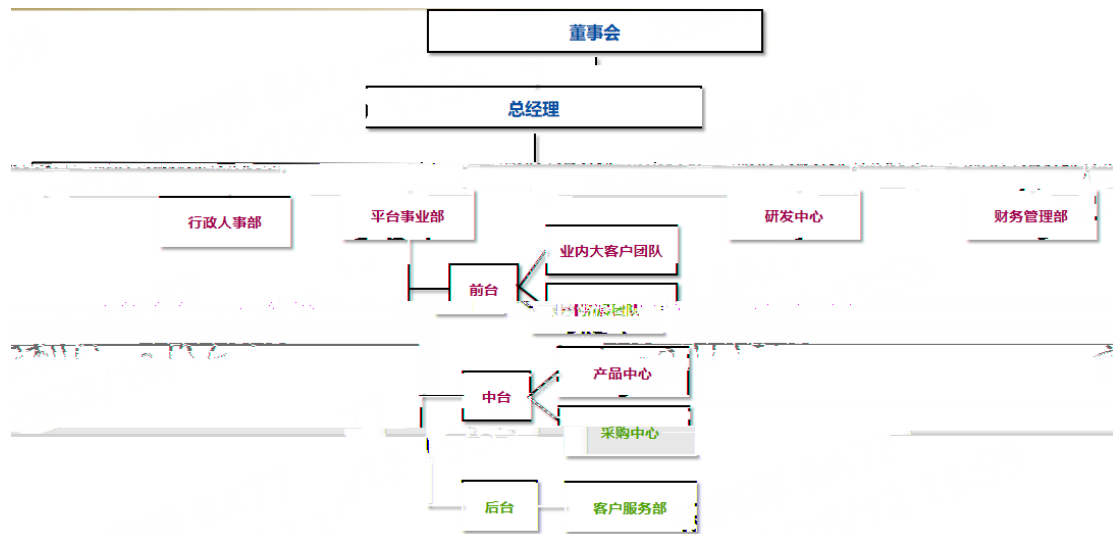 董事会
总经理
行政人事部
平台事业部
研发中心
财务管理部
业内大客户团队
前台
团队
产品中心
中台
采购中心
后台
客户服务部